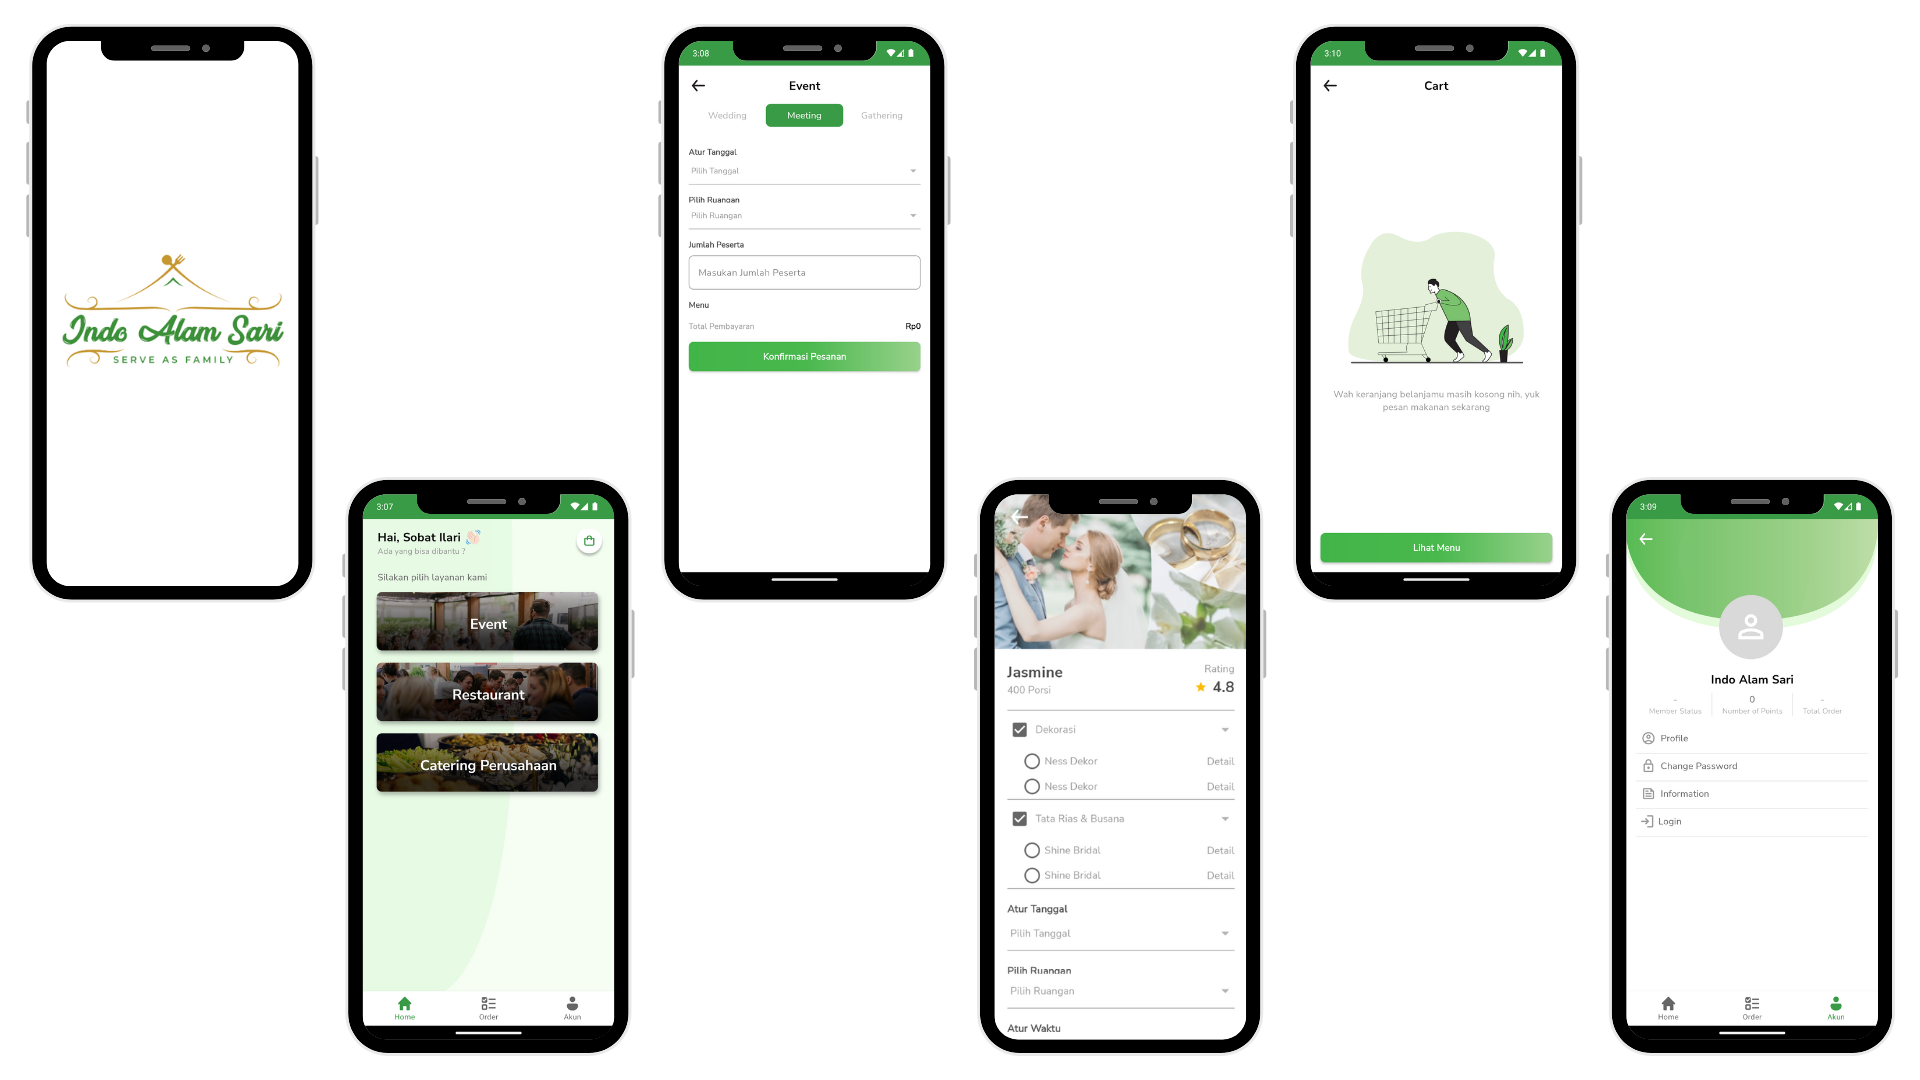 Indo Alam Sari
SERVE AS FAMILY
3:07
Hai, Sobat Ilari 👋🏻
Ada yang bisa dibantu ?
Silakan pilih layanan kami
Event
Restaurant
Catering Perusahaan
Home Order Akun
3:08
Event
Wedding Meeting Gathering
Atur Tanggal
Pilih Tanggal
Pilih Ruangan
Pilih Ruangan
Jumlah Peserta
Masukan Jumlah Peserta
Menu
Total Pembayaran Rp0
Konfirmasi Pesanan
Jasmine Rating
400 Porsi 4.8
Dekorasi
Ness Dekor Detail
Ness Dekor Detail
Tata Rias & Busana
Shine Bridal Detail
Shine Bridal Detail
Atur Tanggal
Pilih Tanggal
Pilih Ruangan
Pilih Ruangan
Atur Waktu
3:10
Cart
Wah keranjang belanjamu masih kosong nih, yuk
pesan makanan sekarang
Lihat Menu
3:09
Indo Alam Sari
- 0 -
Member Status Number of Points Total Order
Profile
Change Password
Information
Login
Home Order Akun